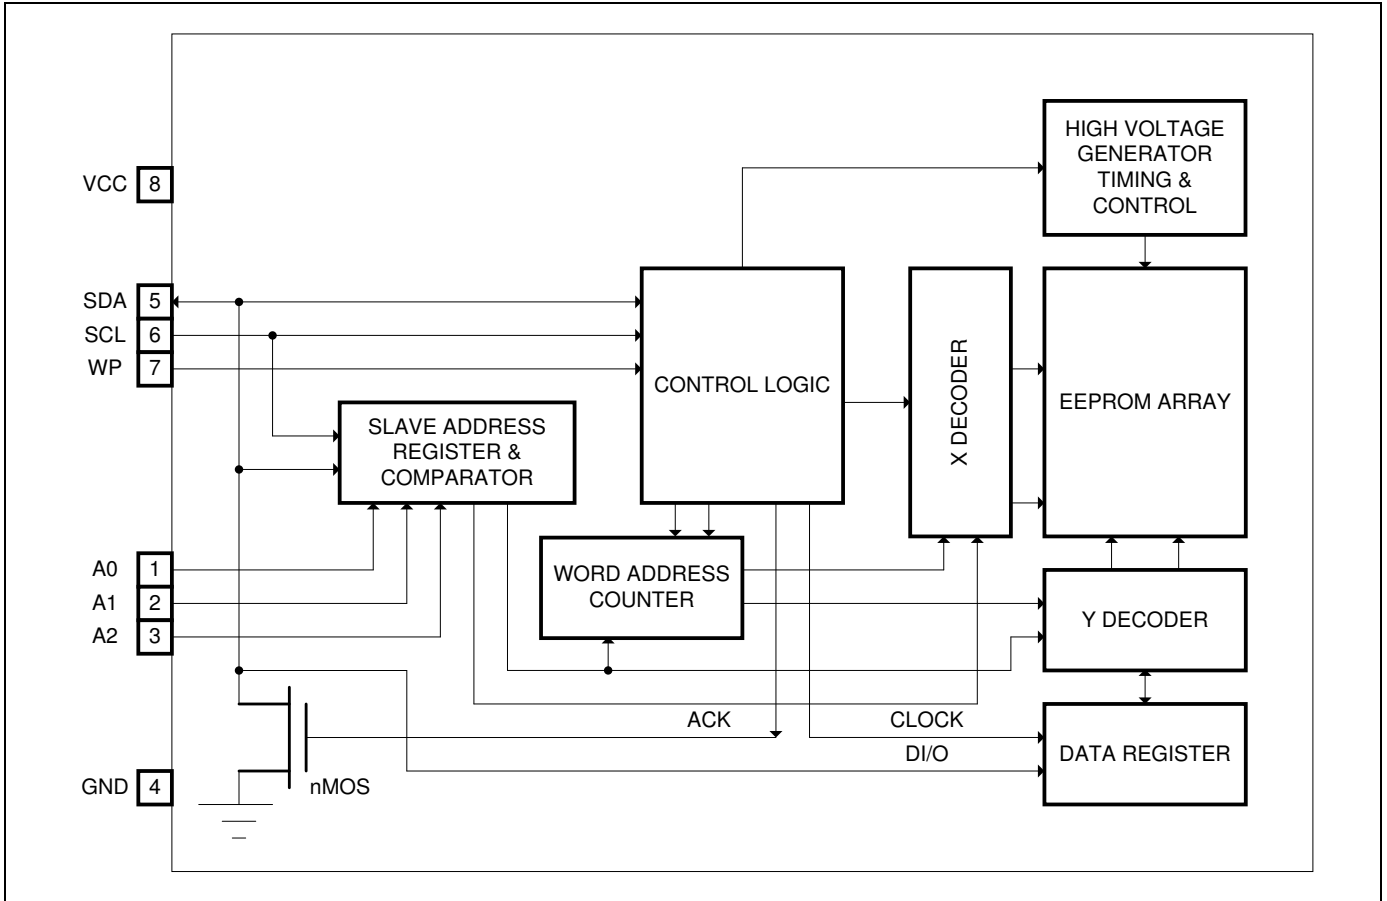 HIGH VOLTAGE
GENERATOR
TIMING &
CONTROL
VCC 8
SDA 5
SCL 6
WP 7
CONTROL LOGIC
X DECODER
EEPROM ARRAY
SLAVE ADDRESS
REGISTER &
COMPARATOR
A0 1
A1 2
A2 3
WORD ADDRESS
COUNTER
Y DECODER
ACK
CLOCK
DI/O
DATA REGISTER
GND 4
nMOS